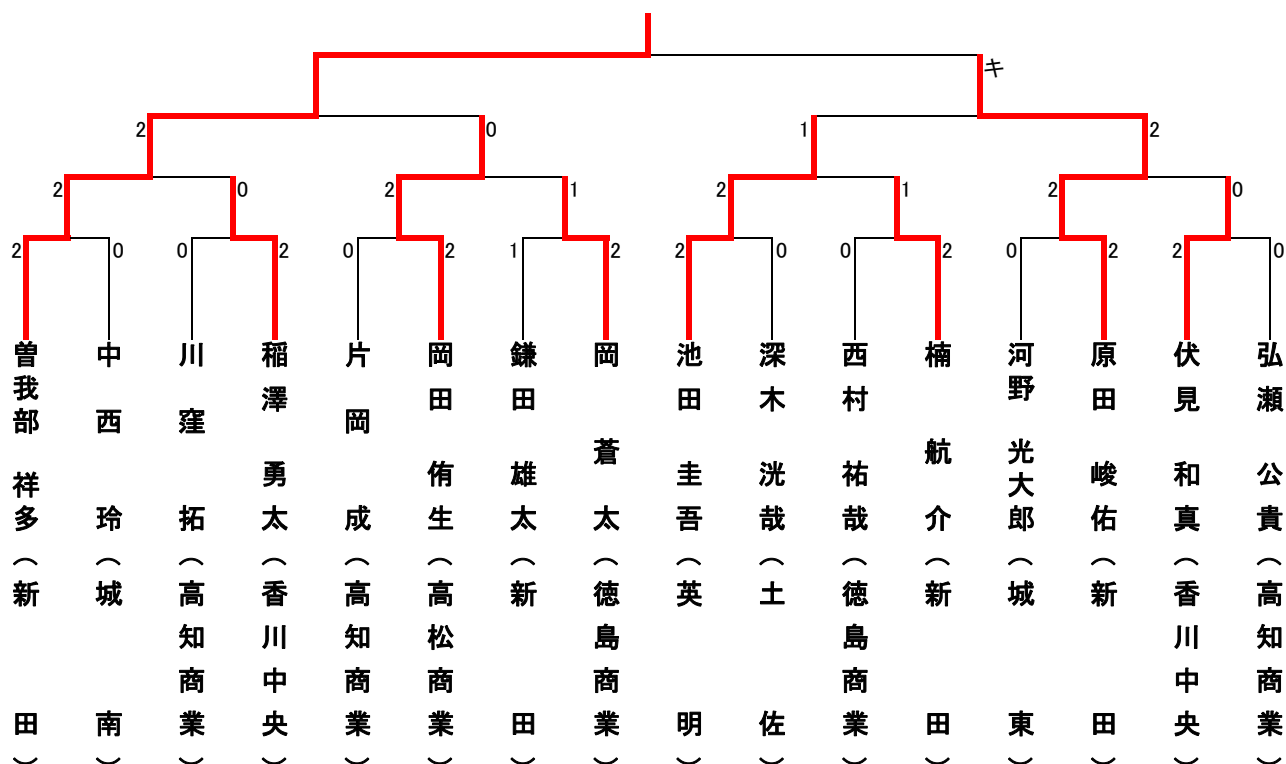 キ
2 0 1 2
2 0 2 1 2 1 2 0
2 0 0 2 0 2 1 2 2 0 0 2 0 2 2 0
曽我部 祥多（新田）
中西 玲（城南）
川窪 拓（高知商業）
稲澤 勇太（香川中央）
片岡 成（高知商業）
岡田 侑生（高松商業）
鎌田 雄太（新田）
岡 蒼太（徳島商業）
池田 圭吾（英明）
深木 洸哉（土佐）
西村 祐哉（徳島商業）
楠 航介（新田）
河野 光大郎（城東）
原田 峻佑（新田）
伏見 和真（香川中央）
弘瀬 公貴（高知商業）